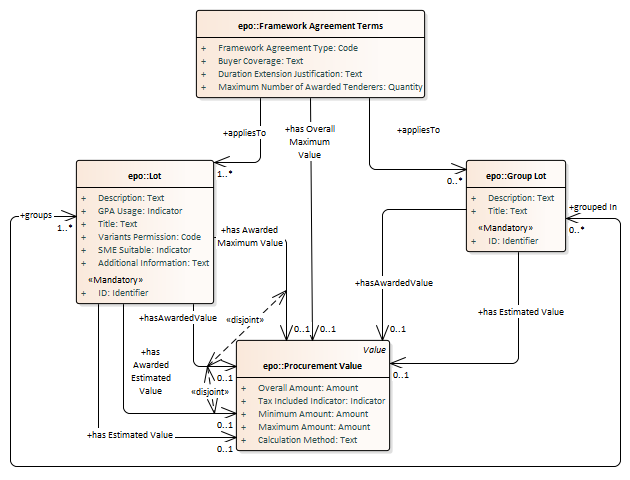 epo::Framework Agreement Terms
+ Framework Agreement Type: Code
+ Buyer Coverage: Text
+ Duration Extension Justification: Text
+ Maximum Number of Awarded Tenderers: Quantity
+appliesTo
+has Overall
Maximum
Value
+appliesTo
1..*
0..*
epo::Lot
+ Description: Text
+ GPA Usage: Indicator
+ Title: Text
+ Variants Permission: Code
+ SME Suitable: Indicator
+ Additional Information: Text
«Mandatory»
+ ID: Identifier
epo::Group Lot
+ Description: Text
+ Title: Text
«Mandatory»
+ ID: Identifier
+groups
1..*
+grouped In
0..*
+has Awarded
Maximum Value
+hasAwardedValue
+has Estimated Value
+hasAwardedValue
«disjoint»
0..1
0..1
0..1
+has
Awarded
Estimated
Value
«disjoint»
0..1
0..1
0..1
0..1
+has Estimated Value
Value
epo::Procurement Value
+ Overall Amount: Amount
+ Tax Included Indicator: Indicator
+ Minimum Amount: Amount
+ Maximum Amount: Amount
+ Calculation Method: Text